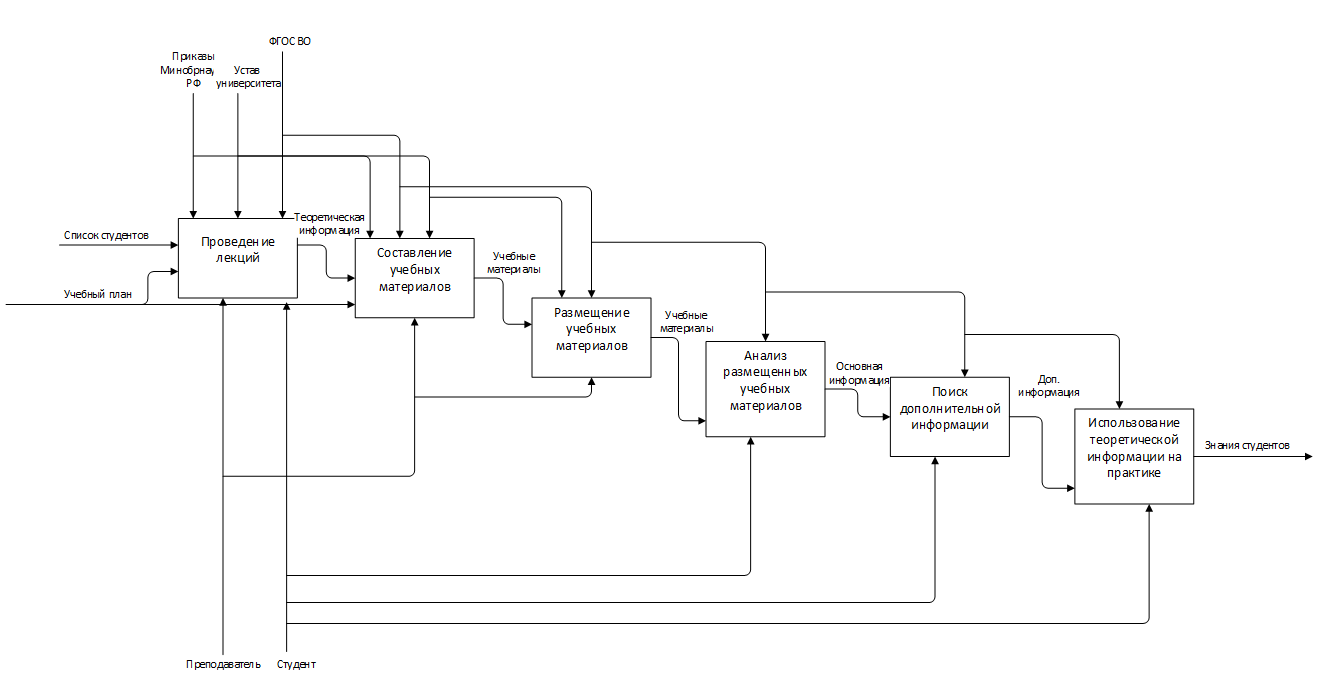 ФГОС ВО
Приказы
Минобрнау
РФ
Устав
университета
Теоретическая
информация
Список студентов
Проведение
лекций
Составление
учебных
материалов
Учебные
материалы
Учебный план
Размещение
учебных
материалов
Учебные
материалы
Анализ
размещенных
учебных
материалов
Основная
информация
Поиск
дополнительной
информации
Доп.
информация
Использование
теоретической
информации на
практике
Знания студентов
Преподаватель
Студент